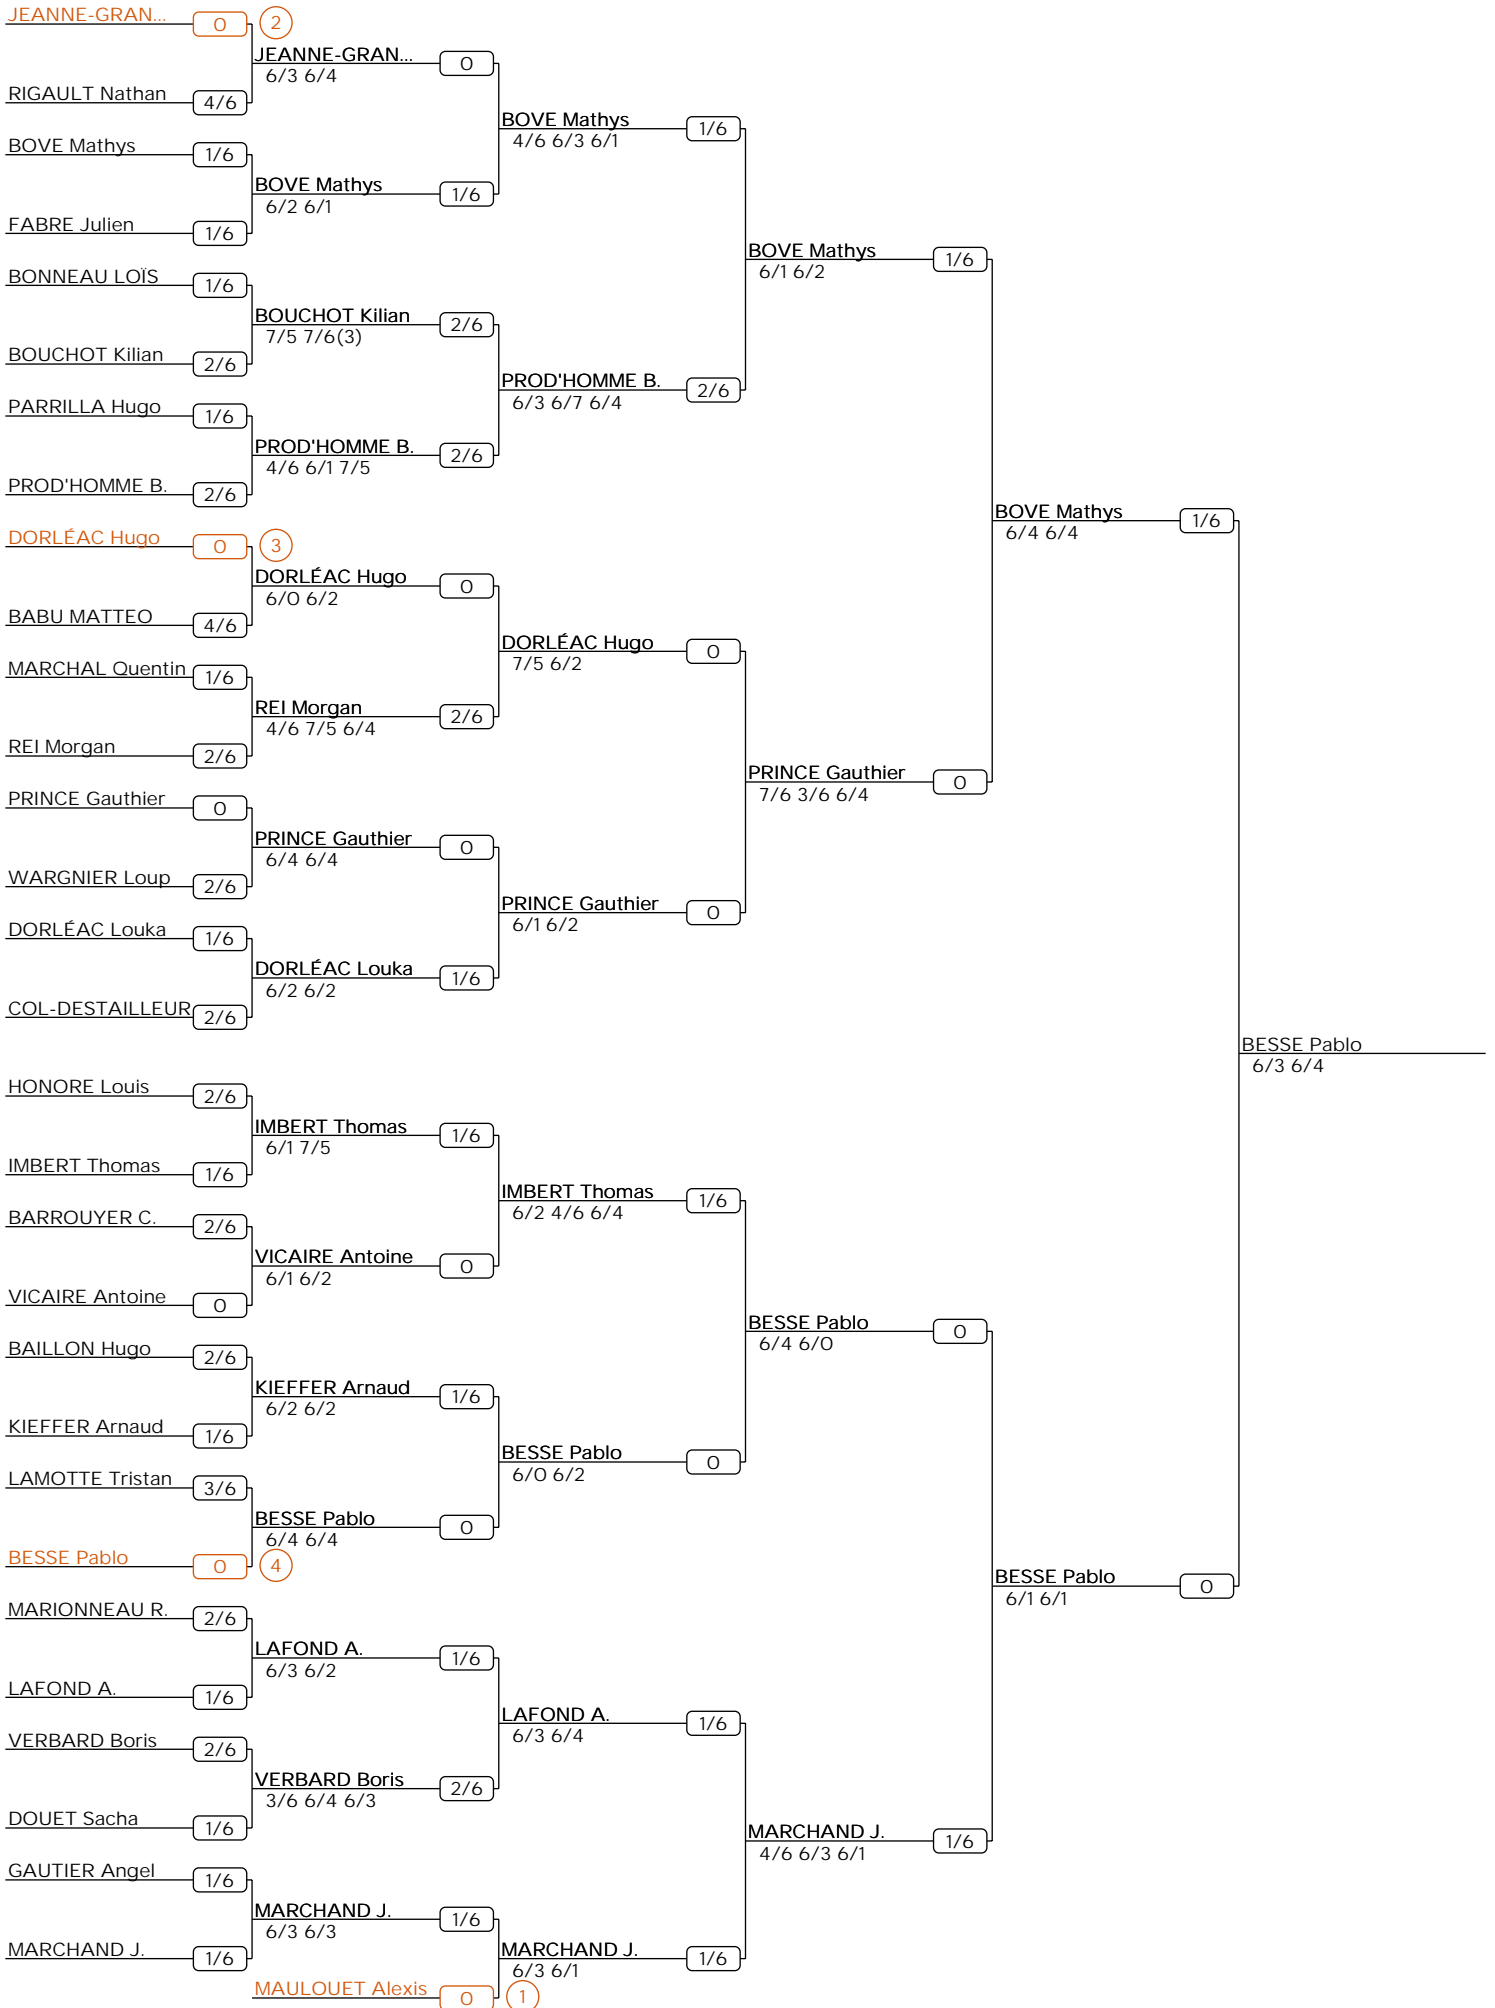 JEANNE-GRAN...
0
2
JEANNE-GRAN...
6/3 6/4
0
RIGAULT Nathan
4/6
BOVE Mathys
4/6 6/3 6/1
1/6
BOVE Mathys
1/6
BOVE Mathys
6/2 6/1
1/6
FABRE Julien
1/6
BOVE Mathys
6/1 6/2
1/6
BONNEAU LOÏS
1/6
BOUCHOT Kilian
7/5 7/6(3)
2/6
BOUCHOT Kilian
2/6
PROD'HOMME B.
6/3 6/7 6/4
2/6
PARRILLA Hugo
1/6
PROD'HOMME B.
4/6 6/1 7/5
2/6
PROD'HOMME B.
2/6
BOVE Mathys
6/4 6/4
1/6
DORLÉAC Hugo
0
3
DORLÉAC Hugo
6/0 6/2
0
BABU MATTEO
4/6
DORLÉAC Hugo
7/5 6/2
0
MARCHAL Quentin
1/6
REI Morgan
4/6 7/5 6/4
2/6
REI Morgan
2/6
PRINCE Gauthier
7/6 3/6 6/4
0
PRINCE Gauthier
0
PRINCE Gauthier
6/4 6/4
0
WARGNIER Loup
2/6
PRINCE Gauthier
6/1 6/2
0
DORLÉAC Louka
1/6
DORLÉAC Louka
6/2 6/2
1/6
COL-DESTAILLEUR
2/6
BESSE Pablo
6/3 6/4
HONORE Louis
2/6
IMBERT Thomas
6/1 7/5
1/6
IMBERT Thomas
1/6
IMBERT Thomas
6/2 4/6 6/4
1/6
BARROUYER C.
2/6
VICAIRE Antoine
6/1 6/2
0
VICAIRE Antoine
0
BESSE Pablo
6/4 6/0
0
BAILLON Hugo
2/6
KIEFFER Arnaud
6/2 6/2
1/6
KIEFFER Arnaud
1/6
BESSE Pablo
6/0 6/2
0
LAMOTTE Tristan
3/6
BESSE Pablo
6/4 6/4
0
BESSE Pablo
0
4
BESSE Pablo
6/1 6/1
0
MARIONNEAU R.
2/6
LAFOND A.
6/3 6/2
1/6
LAFOND A.
1/6
LAFOND A.
6/3 6/4
1/6
VERBARD Boris
2/6
VERBARD Boris
3/6 6/4 6/3
2/6
DOUET Sacha
1/6
MARCHAND J.
4/6 6/3 6/1
1/6
GAUTIER Angel
1/6
MARCHAND J.
6/3 6/3
1/6
MARCHAND J.
1/6
MARCHAND J.
6/3 6/1
1/6
MAULOUET Alexis
0
1